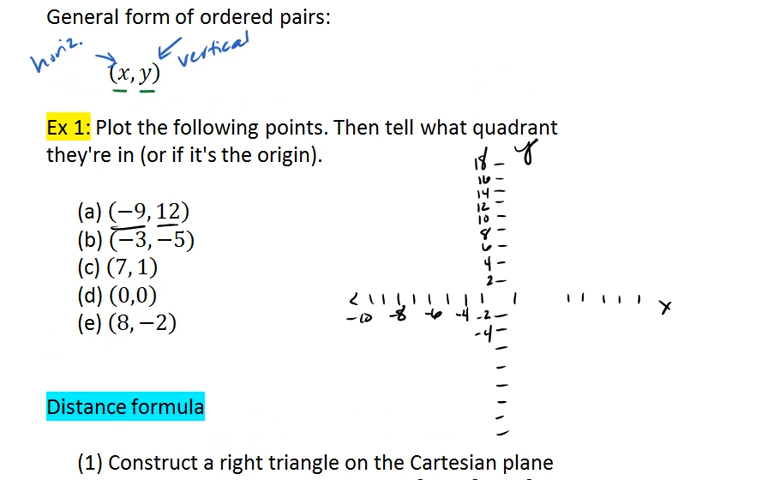 General form of ordered pairs:
horiz. (x, y) vertical
Ex 1: Plot the following points. Then tell what quadrant
they're in (or if it's the origin).
(a) (−9, 12)
(b) (−3, −5)
(c) (7, 1)
(d) (0,0)
(e) (8, −2)
y
18
16
14
12
10
8
6
4
2
-10 -8 -6 -4 -2 x
-4
Distance formula
(1) Construct a right triangle on the Cartesian plane